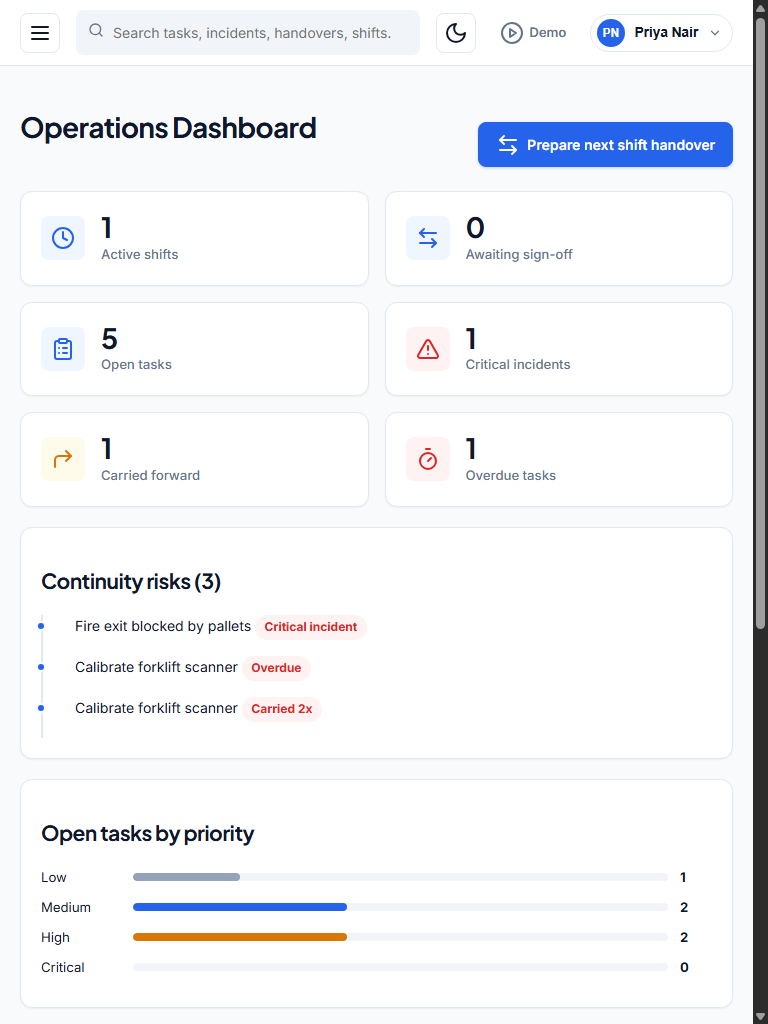 Search tasks, incidents, handovers, shifts.
Demo
PN
Priya Nair
Operations Dashboard
Prepare next shift handover
1
Active shifts
0
Awaiting sign-off
5
Open tasks
1
Critical incidents
1
Carried forward
1
Overdue tasks
Continuity risks (3)
Fire exit blocked by pallets Critical incident
Calibrate forklift scanner Overdue
Calibrate forklift scanner Carried 2x
Open tasks by priority
Low 1
Medium 2
High 2
Critical 0